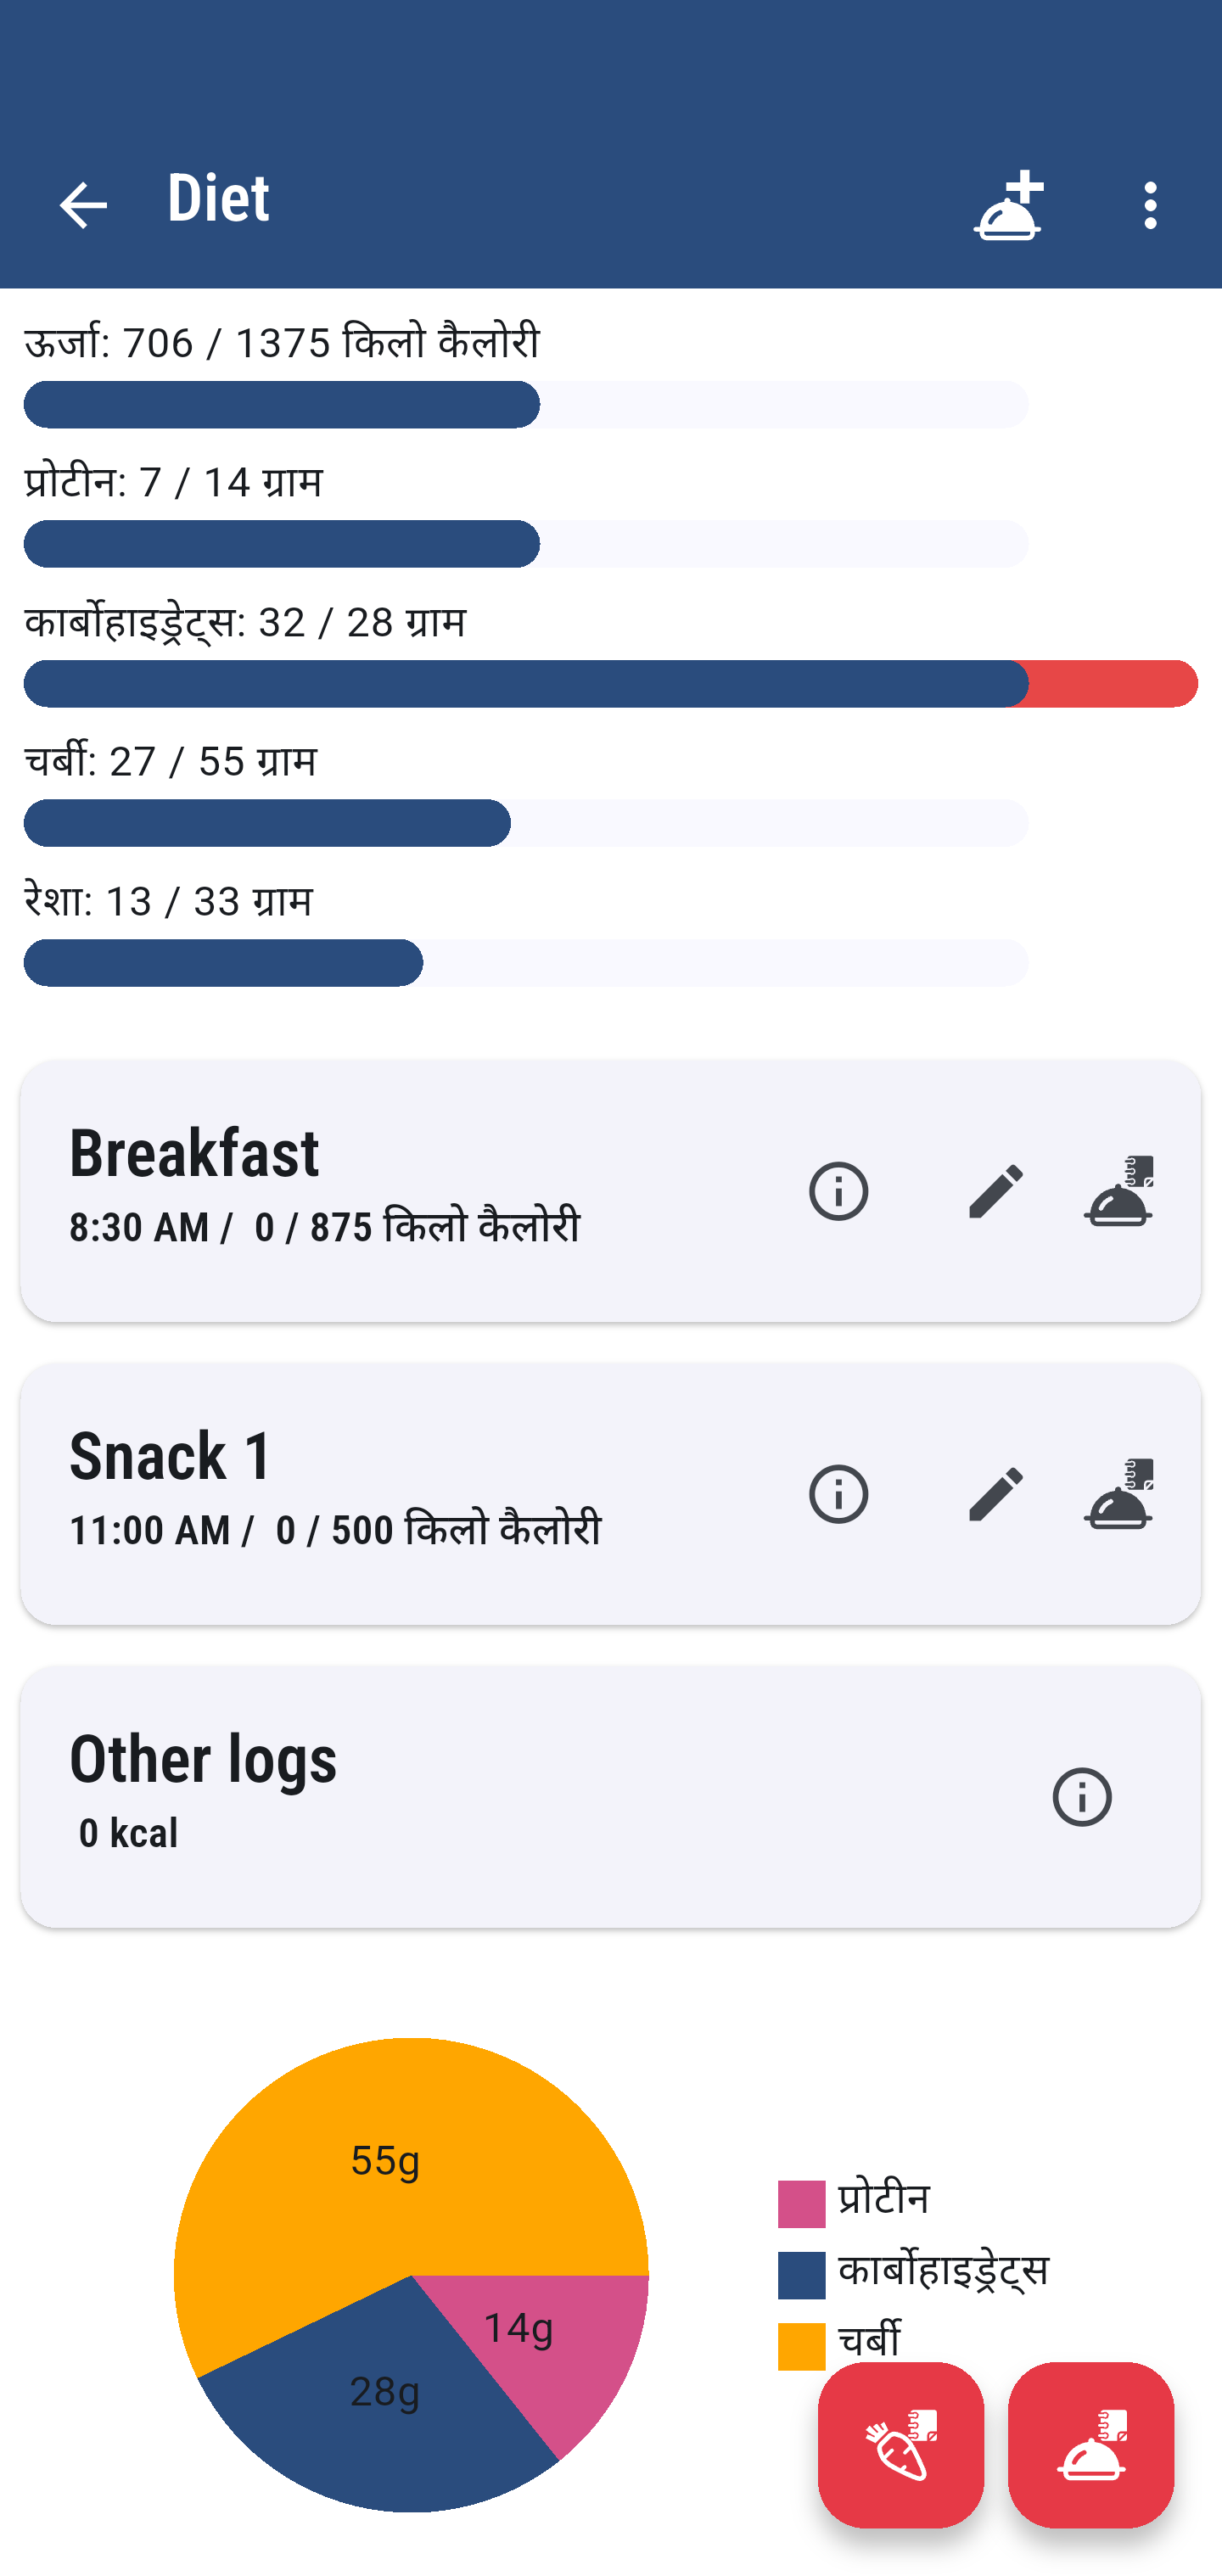 Diet
ऊर्जा: 706 / 1375 किलो कैलोरी
प्रोटीन: 7 / 14 ग्राम
कार्बोहाइड्रेट्स: 32 / 28 ग्राम
चर्बी: 27 / 55 ग्राम
रेशा: 13 / 33 ग्राम
Breakfast
8:30 AM / 0 / 875 किलो कैलोरी
Snack 1
11:00 AM / 0 / 500 किलो कैलोरी
Other logs
0 kcal
55g
14g
28g
प्रोटीन
कार्बोहाइड्रेट्स
चर्बी